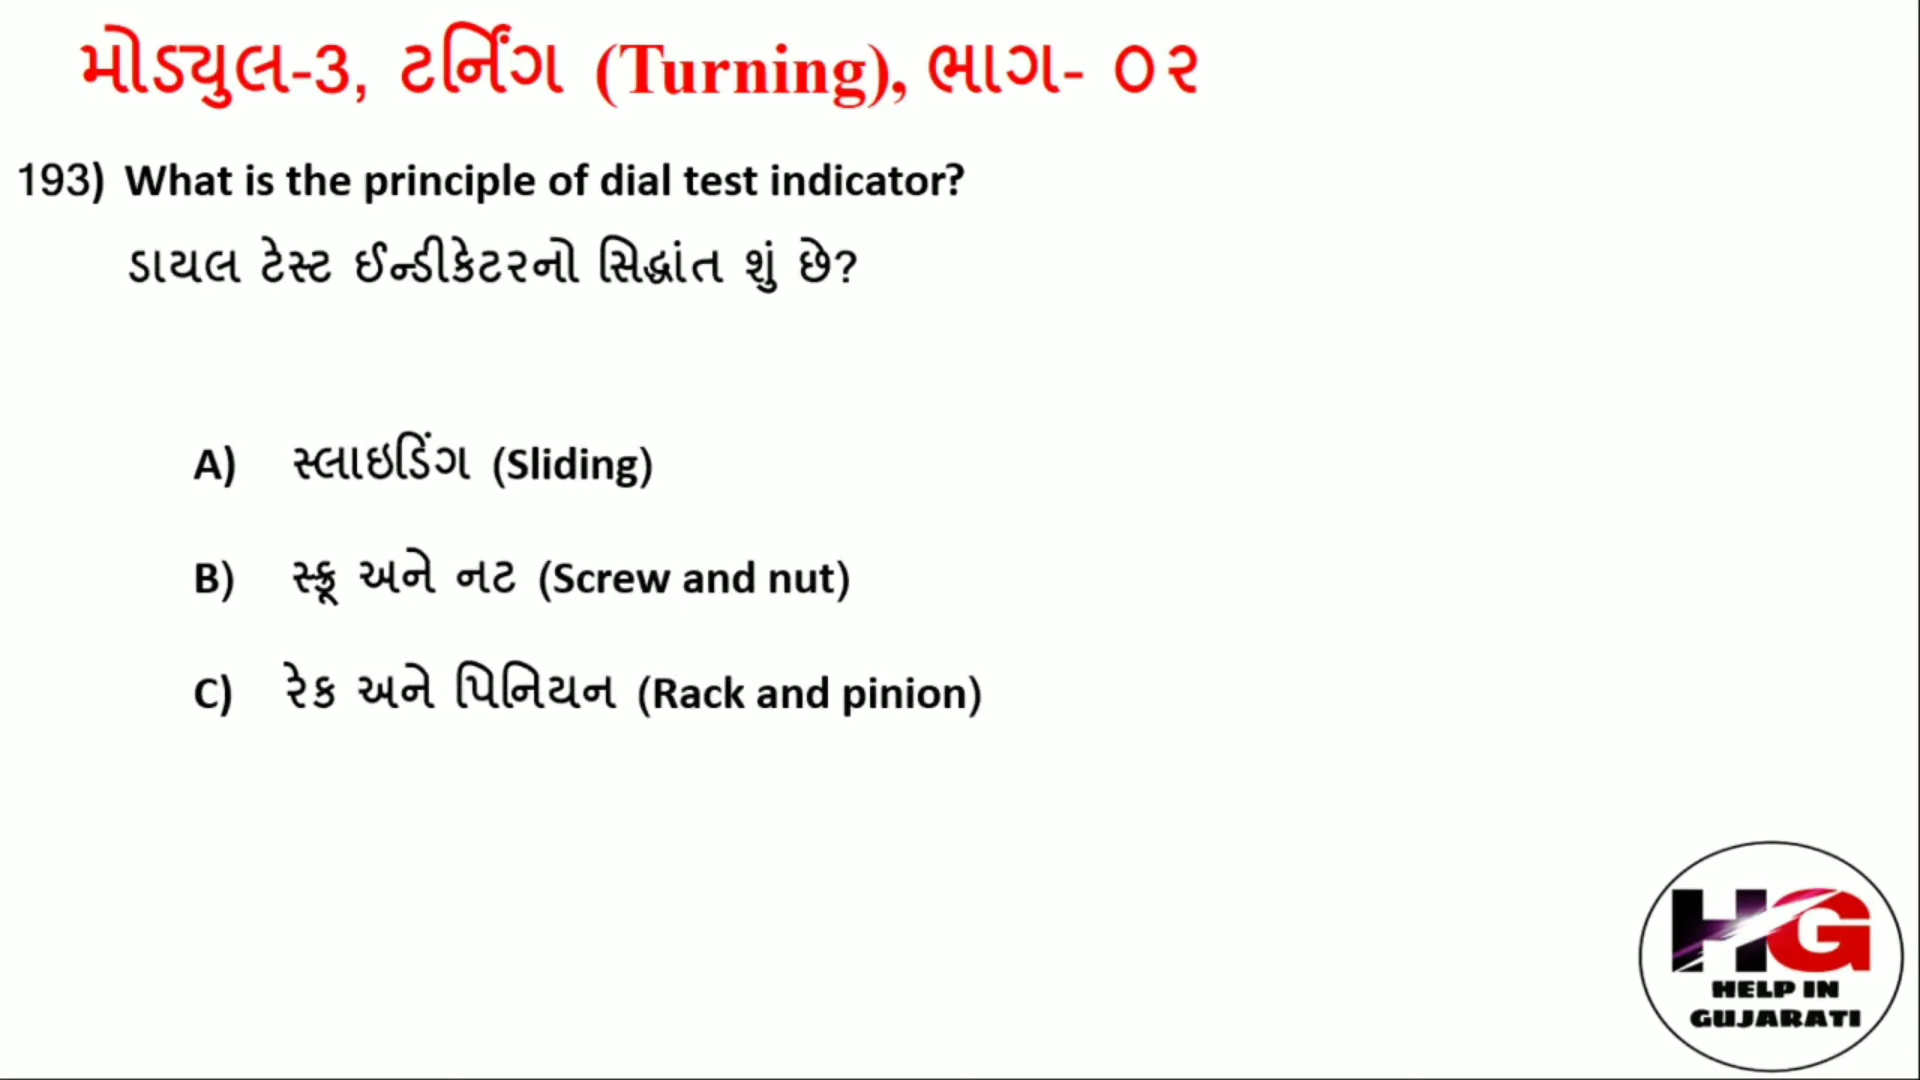 મોડ્યુલ-3, ટર્નિંગ (Turning), ભાગ- ૦૨
193) What is the principle of dial test indicator?
ડાયલ ટેસ્ટ ઈન્ડીકેટરનો સિદ્ધાંત શું છે?
A) સ્લાઇડિંગ (Sliding)
B) સ્ક્રૂ અને નટ (Screw and nut)
C) રેક અને પિનિયન (Rack and pinion)
HG
HELP IN
GUJARATI